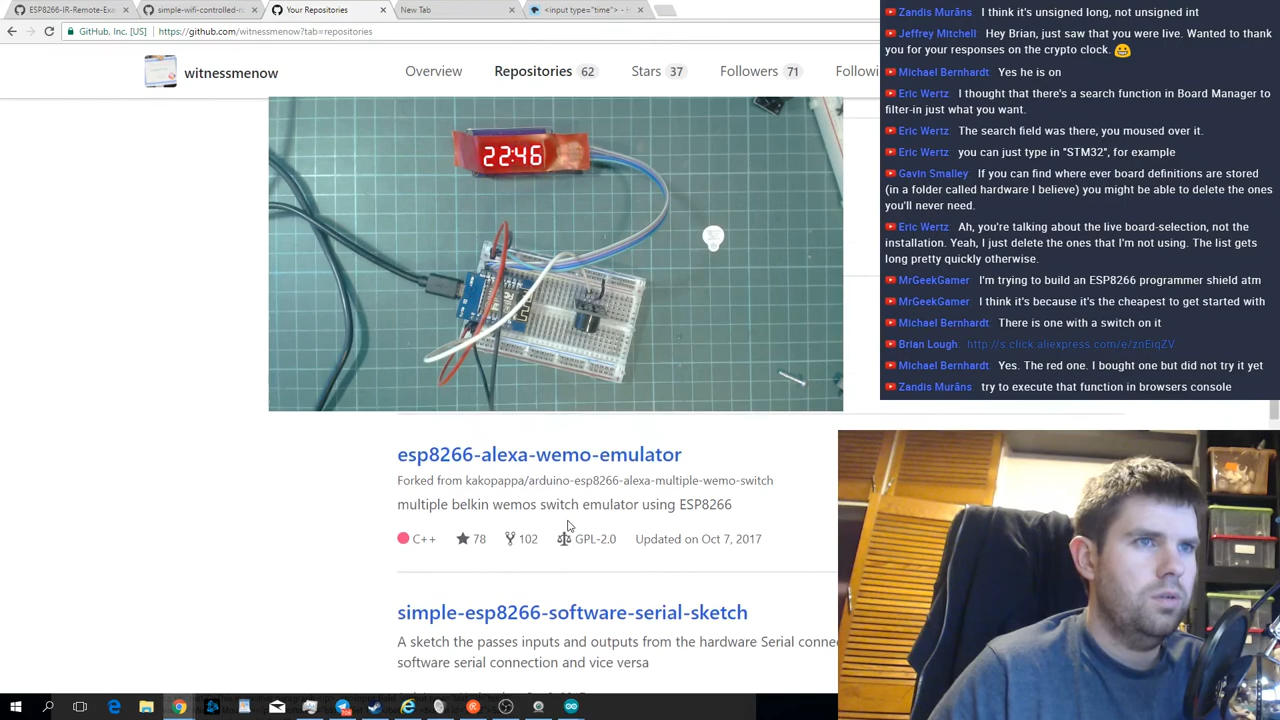 ESP8266-IR-Remote-Exa
simple-wifi-controlled-n
Your Repositories
New Tab
<input type="time"> - H
GitHub, Inc. [US]
https://github.com/witnessmenow?tab=repositories
witnessmenow
Overview
Repositories 62
Stars 37
Followers 71
Followi
22:46
esp8266-alexa-wemo-emulator
Forked from kakopappa/arduino-esp8266-alexa-multiple-wemo-switch
multiple belkin wemos switch emulator using ESP8266
C++ 78 102 GPL-2.0 Updated on Oct 7, 2017
simple-esp8266-software-serial-sketch
A sketch the passes inputs and outputs from the hardware Serial conne
software serial connection and vice versa
Zandis Murāns I think it's unsigned long, not unsigned int
Jeffrey Mitchell Hey Brian, just saw that you were live. Wanted to thank
you for your responses on the crypto clock.
Michael Bernhardt Yes he is on
Eric Wertz I thought that there's a search function in Board Manager to
filter-in just what you want.
Eric Wertz The search field was there, you moused over it.
Eric Wertz you can just type in "STM32", for example
Gavin Smalley If you can find where ever board definitions are stored
(in a folder called hardware I believe) you might be able to delete the ones
you'll never need.
Eric Wertz Ah, you're talking about the live board-selection, not the
installation. Yeah, I just delete the ones that I'm not using. The list gets
long pretty quickly otherwise.
MrGeekGamer I'm trying to build an ESP8266 programmer shield atm
MrGeekGamer I think it's because it's the cheapest to get started with
Michael Bernhardt There is one with a switch on it
Brian Lough http://s.click.aliexpress.com/e/znEiqZV
Michael Bernhardt Yes. The red one. I bought one but did not try it yet
Zandis Murāns try to execute that function in browsers console